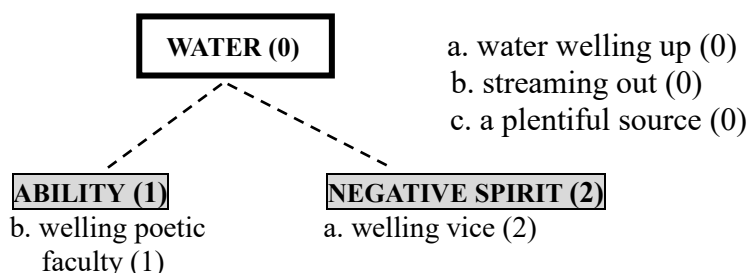 WATER (0)
a. water welling up (0)
b. streaming out (0)
c. a plentiful source (0)
ABILITY (1)
b. welling poetic
faculty (1)
NEGATIVE SPIRIT (2)
a. welling vice (2)